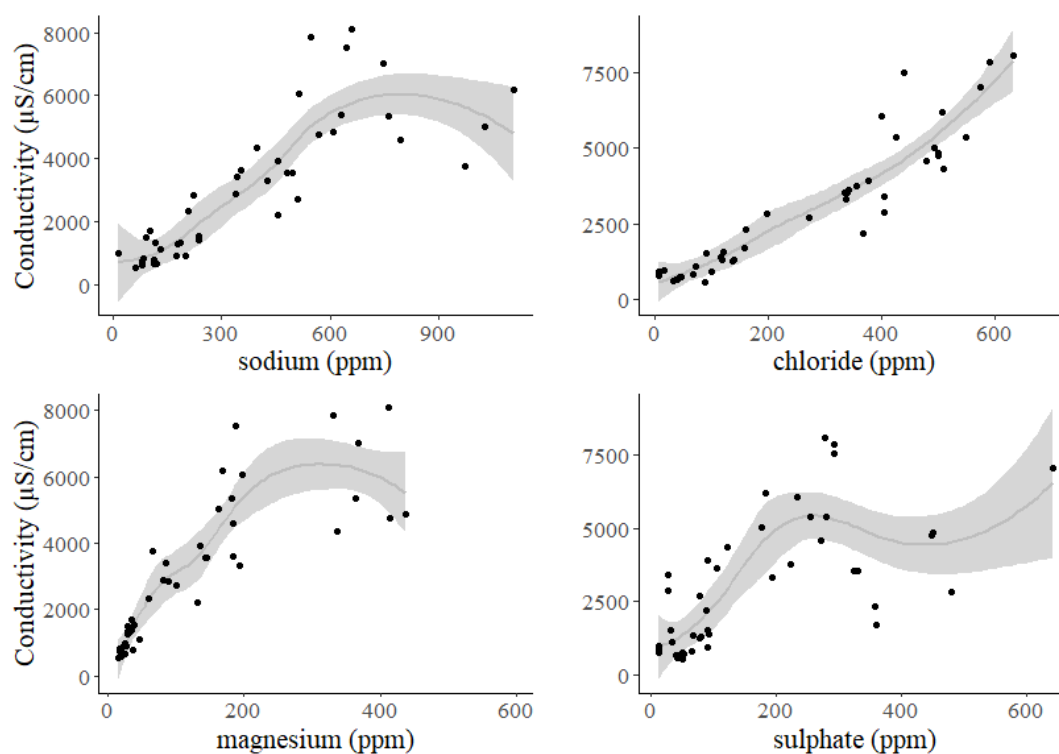 Conductivity (µS/cm)
8000
6000
4000
2000
0
0 300 600 900
sodium (ppm)
7500
5000
2500
0
0 200 400 600
chloride (ppm)
Conductivity (µS/cm)
8000
6000
4000
2000
0
0 200 400 600
magnesium (ppm)
7500
5000
2500
0
0 200 400 600
sulphate (ppm)